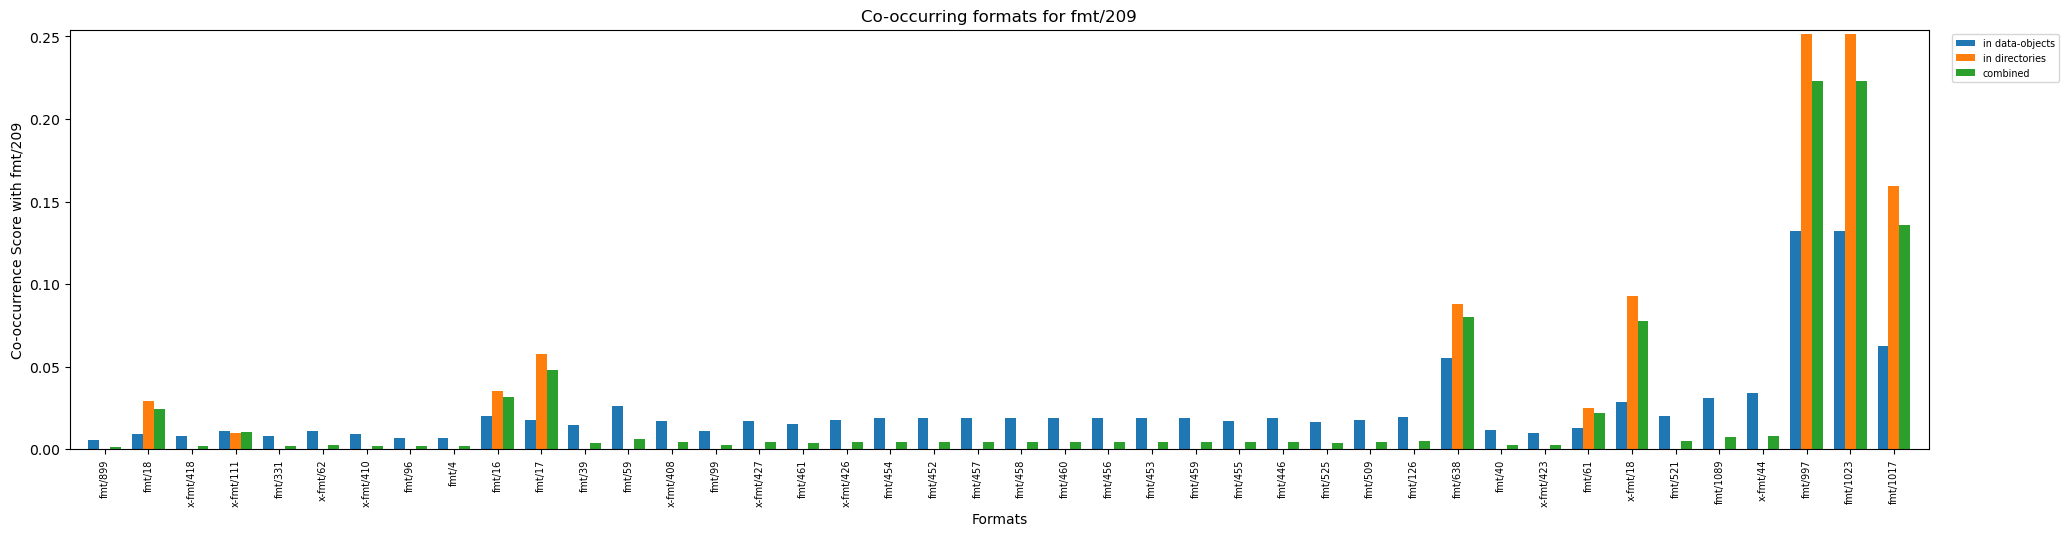 Co-occurring formats for fmt/209
Co-occurrence Score with fmt/209
0.25
0.20
0.15
0.10
0.05
0.00
in data-objects
in directories
combined
fmt/899
fmt/18
x-fmt/418
x-fmt/111
fmt/331
x-fmt/62
x-fmt/410
fmt/96
fmt/4
fmt/16
fmt/17
fmt/39
fmt/59
x-fmt/408
fmt/99
x-fmt/427
fmt/461
x-fmt/426
fmt/454
fmt/452
fmt/457
fmt/458
fmt/460
fmt/456
fmt/453
fmt/459
fmt/455
fmt/446
fmt/525
fmt/509
fmt/126
fmt/638
fmt/40
x-fmt/423
fmt/61
x-fmt/18
fmt/521
fmt/1089
x-fmt/44
fmt/997
fmt/1023
fmt/1017
Formats